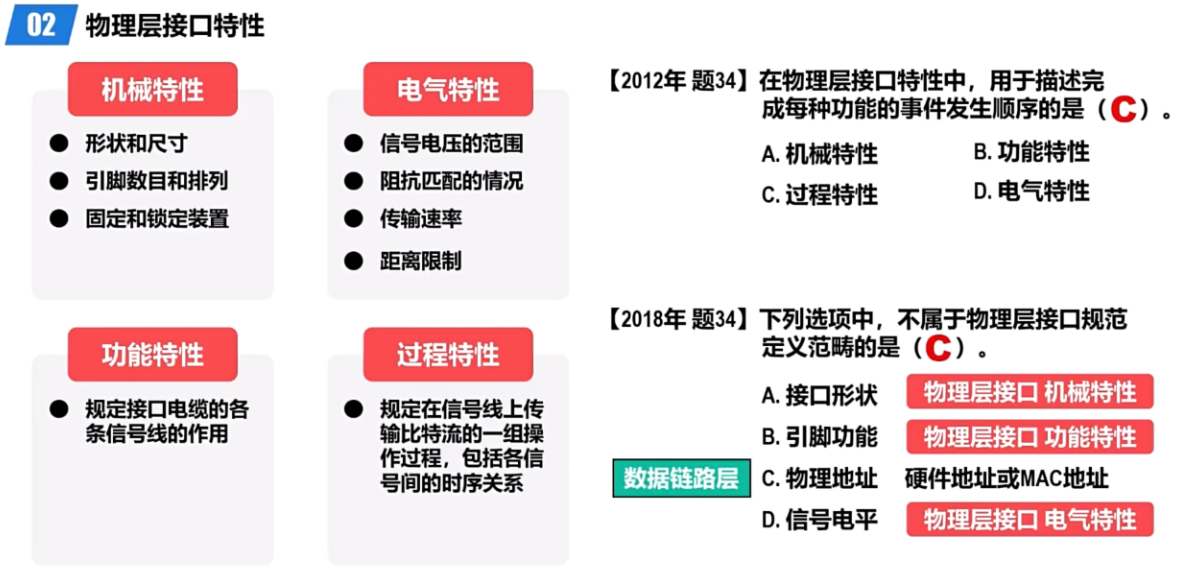 02 物理层接口特性
机械特性
● 形状和尺寸
● 引脚数目和排列
● 固定和锁定装置
电气特性
● 信号电压的范围
● 阻抗匹配的情况
● 传输速率
● 距离限制
功能特性
● 规定接口电缆的各
条信号线的作用
过程特性
● 规定在信号线上传
输比特流的一组操
作过程，包括各信
号间的时序关系
【2012年 题34】在物理层接口特性中，用于描述完
成每种功能的事件发生顺序的是（C）。
A. 机械特性 B. 功能特性
C. 过程特性 D. 电气特性
【2018年 题34】下列选项中，不属于物理层接口规范
定义范畴的是（C）。
A. 接口形状 物理层接口 机械特性
B. 引脚功能 物理层接口 功能特性
数据链路层 C. 物理地址 硬件地址或MAC地址
D. 信号电平 物理层接口 电气特性